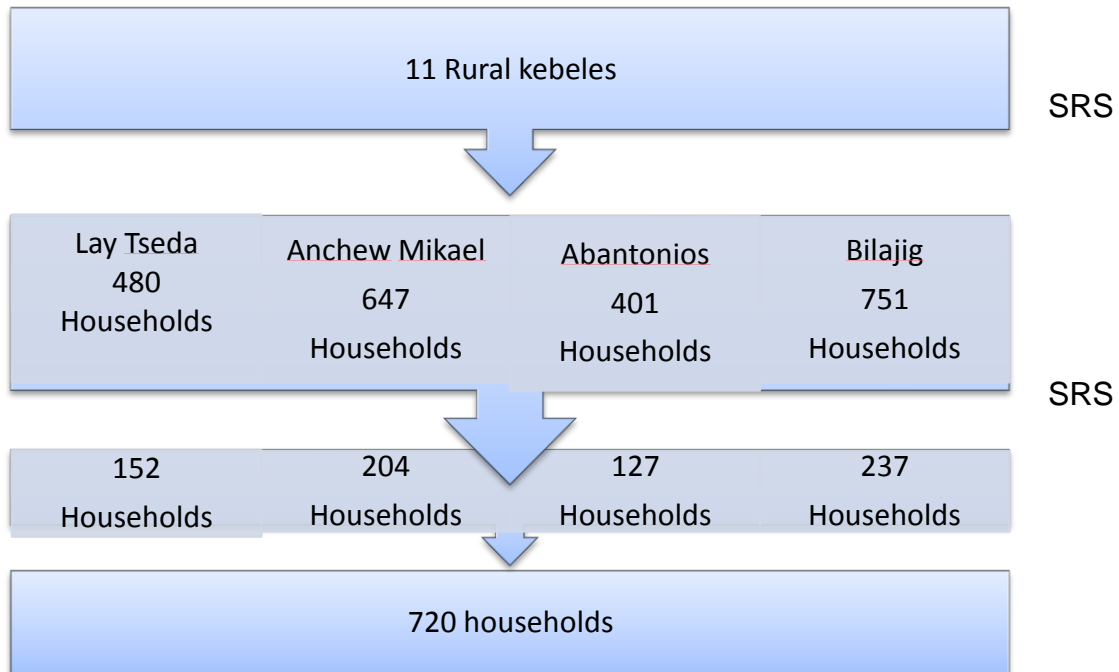 11 Rural kebeles
SRS
Lay Tseda
480
Households
Anchew Mikael
647
Households
Abantonios
401
Households
Bilajig
751
Households
SRS
152
Households
204
Households
127
Households
237
Households
720 households